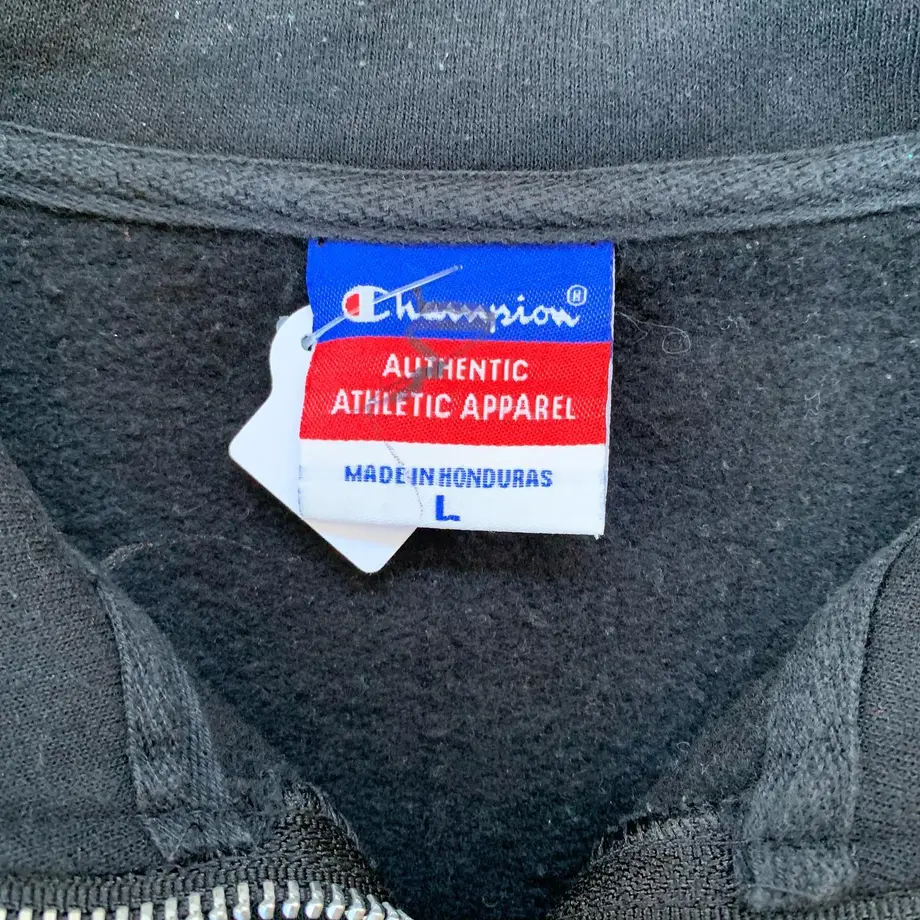 Champion®
AUTHENTIC
ATHLETIC APPAREL
MADE IN HONDURAS
L